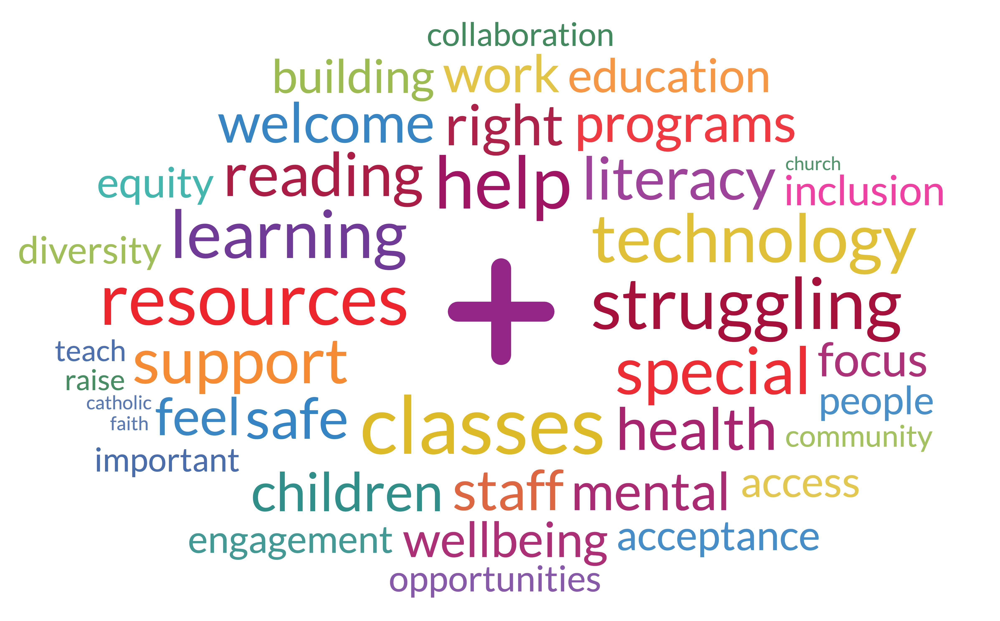 collaboration
building work education
welcome right programs
equity reading help literacy church
inclusion
diversity learning technology
resources + struggling
teach support special focus
raise
catholic feel safe classes health people
faith community
important
children staff mental access
engagement wellbeing acceptance
opportunities